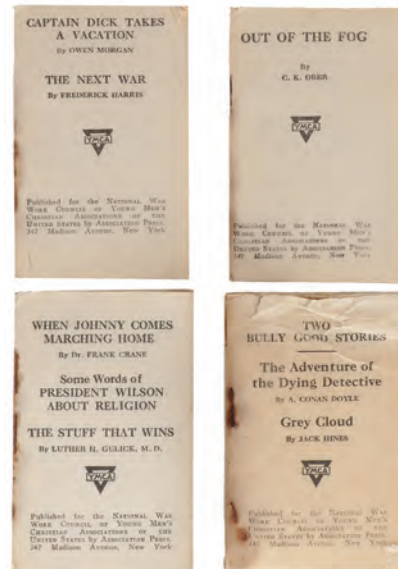 CAPTAIN DICK TAKES
A VACATION
By OWEN MORGAN
THE NEXT WAR
By FREDERICK HARRIS
YMCA
Published for the NATIONAL WAR
WORK COUNCIL OF YOUNG MEN'S
CHRISTIAN ASSOCIATIONS OF THE
UNITED STATES by ASSOCIATION PRESS.
347 Madison Avenue, New York
OUT OF THE FOG
By
C. K. OBER
YMCA
Published for the NATIONAL WAR
WORK COUNCIL OF YOUNG MEN'S
CHRISTIAN ASSOCIATIONS OF THE
UNITED STATES by ASSOCIATION PRESS.
347 Madison Avenue, New York
WHEN JOHNNY COMES
MARCHING HOME
By Dr. FRANK CRANE
Some Words of
PRESIDENT WILSON
ABOUT RELIGION
THE STUFF THAT WINS
By LUTHER H. GULICK, M. D.
YMCA
Published for the NATIONAL WAR
WORK COUNCIL OF YOUNG MEN'S
CHRISTIAN ASSOCIATIONS OF THE
UNITED STATES by ASSOCIATION PRESS.
347 Madison Avenue, New York
TWO
BULLY GOOD STORIES
The Adventure of
the Dying Detective
By A. CONAN DOYLE
Grey Cloud
By JACK HINES
YMCA
Published for the NATIONAL WAR
WORK COUNCIL OF YOUNG MEN'S
CHRISTIAN ASSOCIATIONS OF THE
UNITED STATES by ASSOCIATION PRESS.
347 Madison Avenue, New York